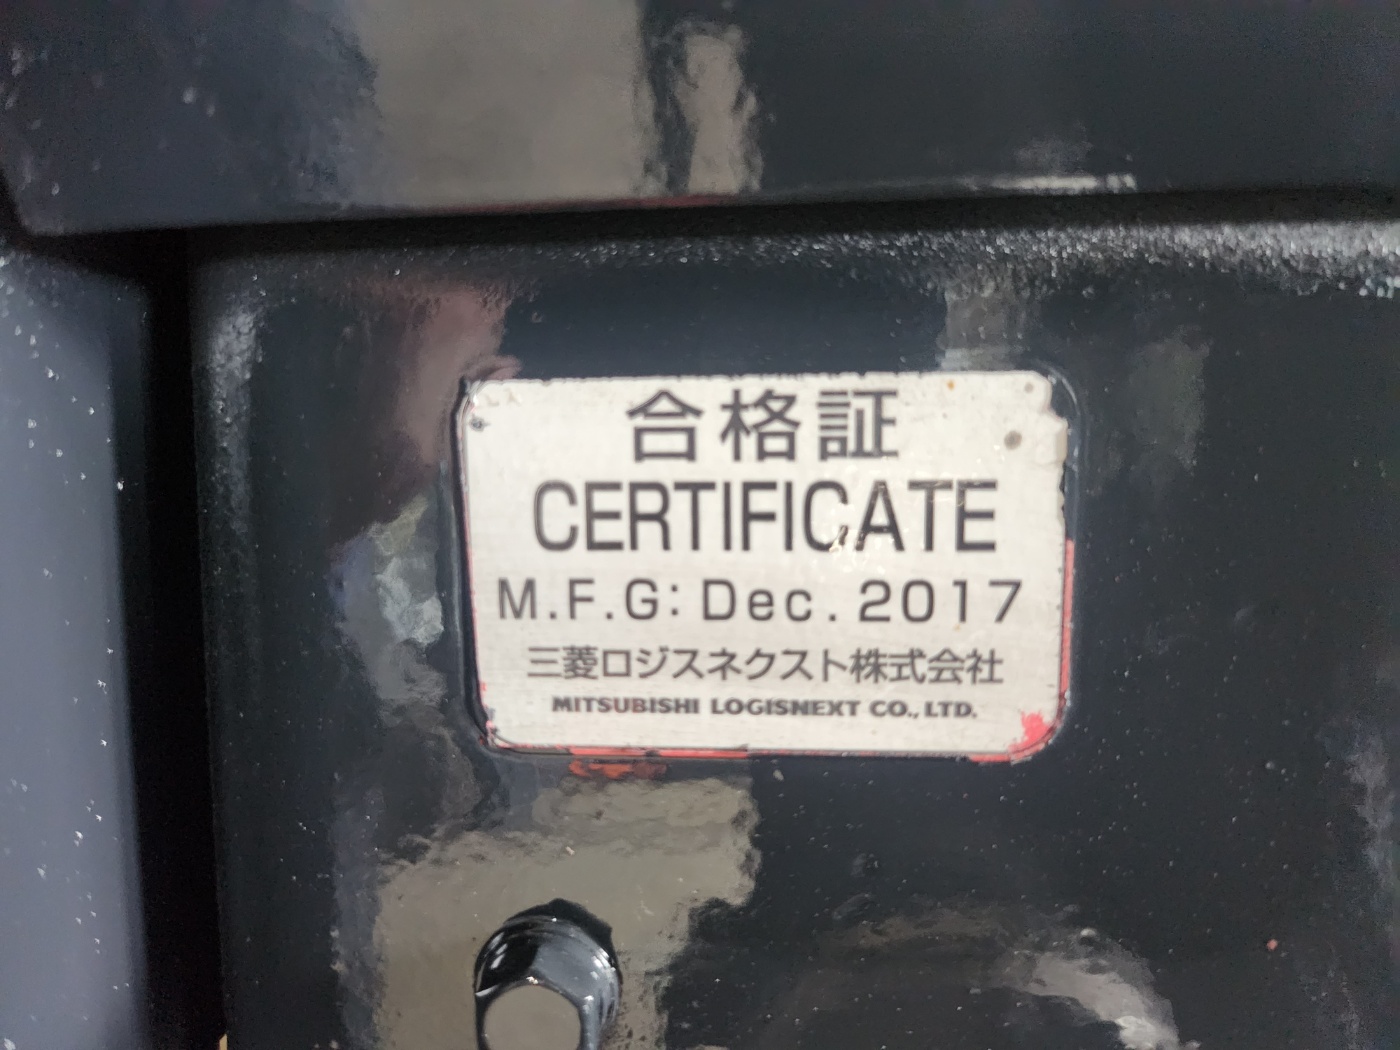 合格証
CERTIFICATE
M.F.G: Dec. 2017
三菱ロジスネクスト株式会社
MITSUBISHI LOGISNEXT CO., LTD.